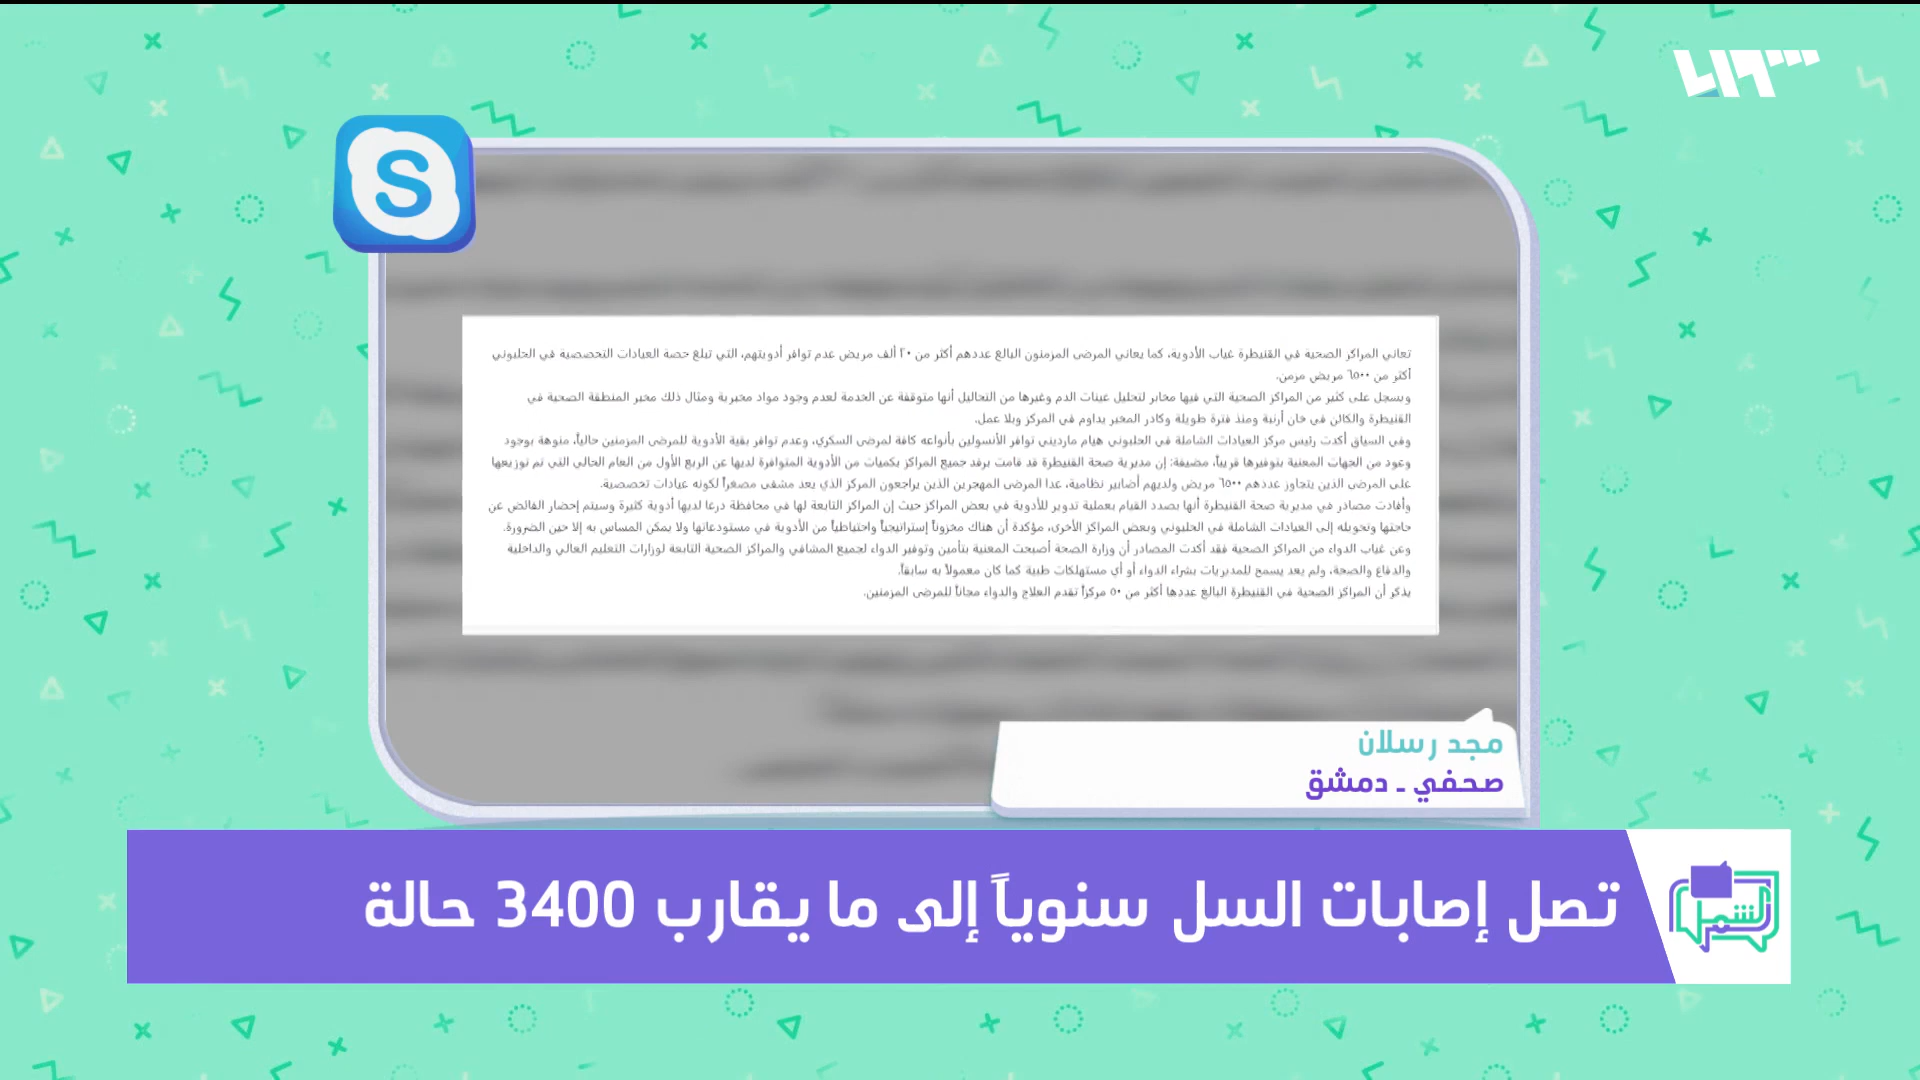 S
تعاني المراكز الصحية في القنيطرة غياب الأدوية، كما يعاني المرضى المزمنون البالغ عددهم أكثر من ٢٠ ألف مريض عدم توافر أدويتهم، التي تبلغ حصة العيادات التخصصية في الحلبوني
أكثر من ٦٥٠٠ مريض مزمن.
ويسجل على كثير من المراكز الصحية التي فيها مخابر لتحليل عينات الدم وغيرها من التحاليل أنها متوقفة عن الخدمة لعدم وجود مواد مخبرية ومثال ذلك مخبر المنطقة الصحية في
القنيطرة والكائن في خان أرنبة ومنذ فترة طويلة وكادر المخبر يداوم في المركز وبلا عمل.
وفي السياق أكدت رئيس مركز العيادات الشاملة في الحلبوني هيام مارديني توافر الأنسولين بأنواعه كافة لمرضى السكري، وعدم توافر بقية الأدوية للمرضى المزمنين حالياً، منوهة بوجود
وعود من الجهات المعنية بتوفيرها قريباً، مضيفة: إن مديرية صحة القنيطرة قد قامت برفد جميع المراكز بكميات من الأدوية المتوافرة لديها عن الربع الأول من العام الحالي التي تم توزيعها
على المرضى الذين يتجاوز عددهم ٦٥٠٠ مريض ولديهم أضابير نظامية، عدا المرضى المهجرين الذين يراجعون المركز الذي يعد مشفى مصغراً لكونه عيادات تخصصية.
وأفادت مصادر في مديرية صحة القنيطرة أنها بصدد القيام بعملية تدوير للأدوية في بعض المراكز حيث إن المراكز التابعة لها في محافظة درعا لديها أدوية كثيرة وسيتم إحضار الفائض عن
حاجتها وتحويله إلى العيادات الشاملة في الحلبوني وبعض المراكز الأخرى، مؤكدة أن هناك مخزوناً إستراتيجياً واحتياطياً من الأدوية في مستودعاتها ولا يمكن المساس به إلا حين الضرورة.
وعن غياب الدواء من المراكز الصحية فقد أكدت المصادر أن وزارة الصحة أصبحت المعنية بتأمين وتوفير الدواء لجميع المشافي والمراكز الصحية التابعة لوزارات التعليم العالي والداخلية
والدفاع والصحة، ولم يعد يسمح للمديريات بشراء الدواء أو أي مستهلكات طبية كما كان معمولاً به سابقاً.
يذكر أن المراكز الصحية في القنيطرة البالغ عددها أكثر من ٥٠ مركزاً تقدم العلاج والدواء مجاناً للمرضى المزمنين.
مجد رسلان
صحفي - دمشق
تصل إصابات السل سنوياً إلى ما يقارب 3400 حالة